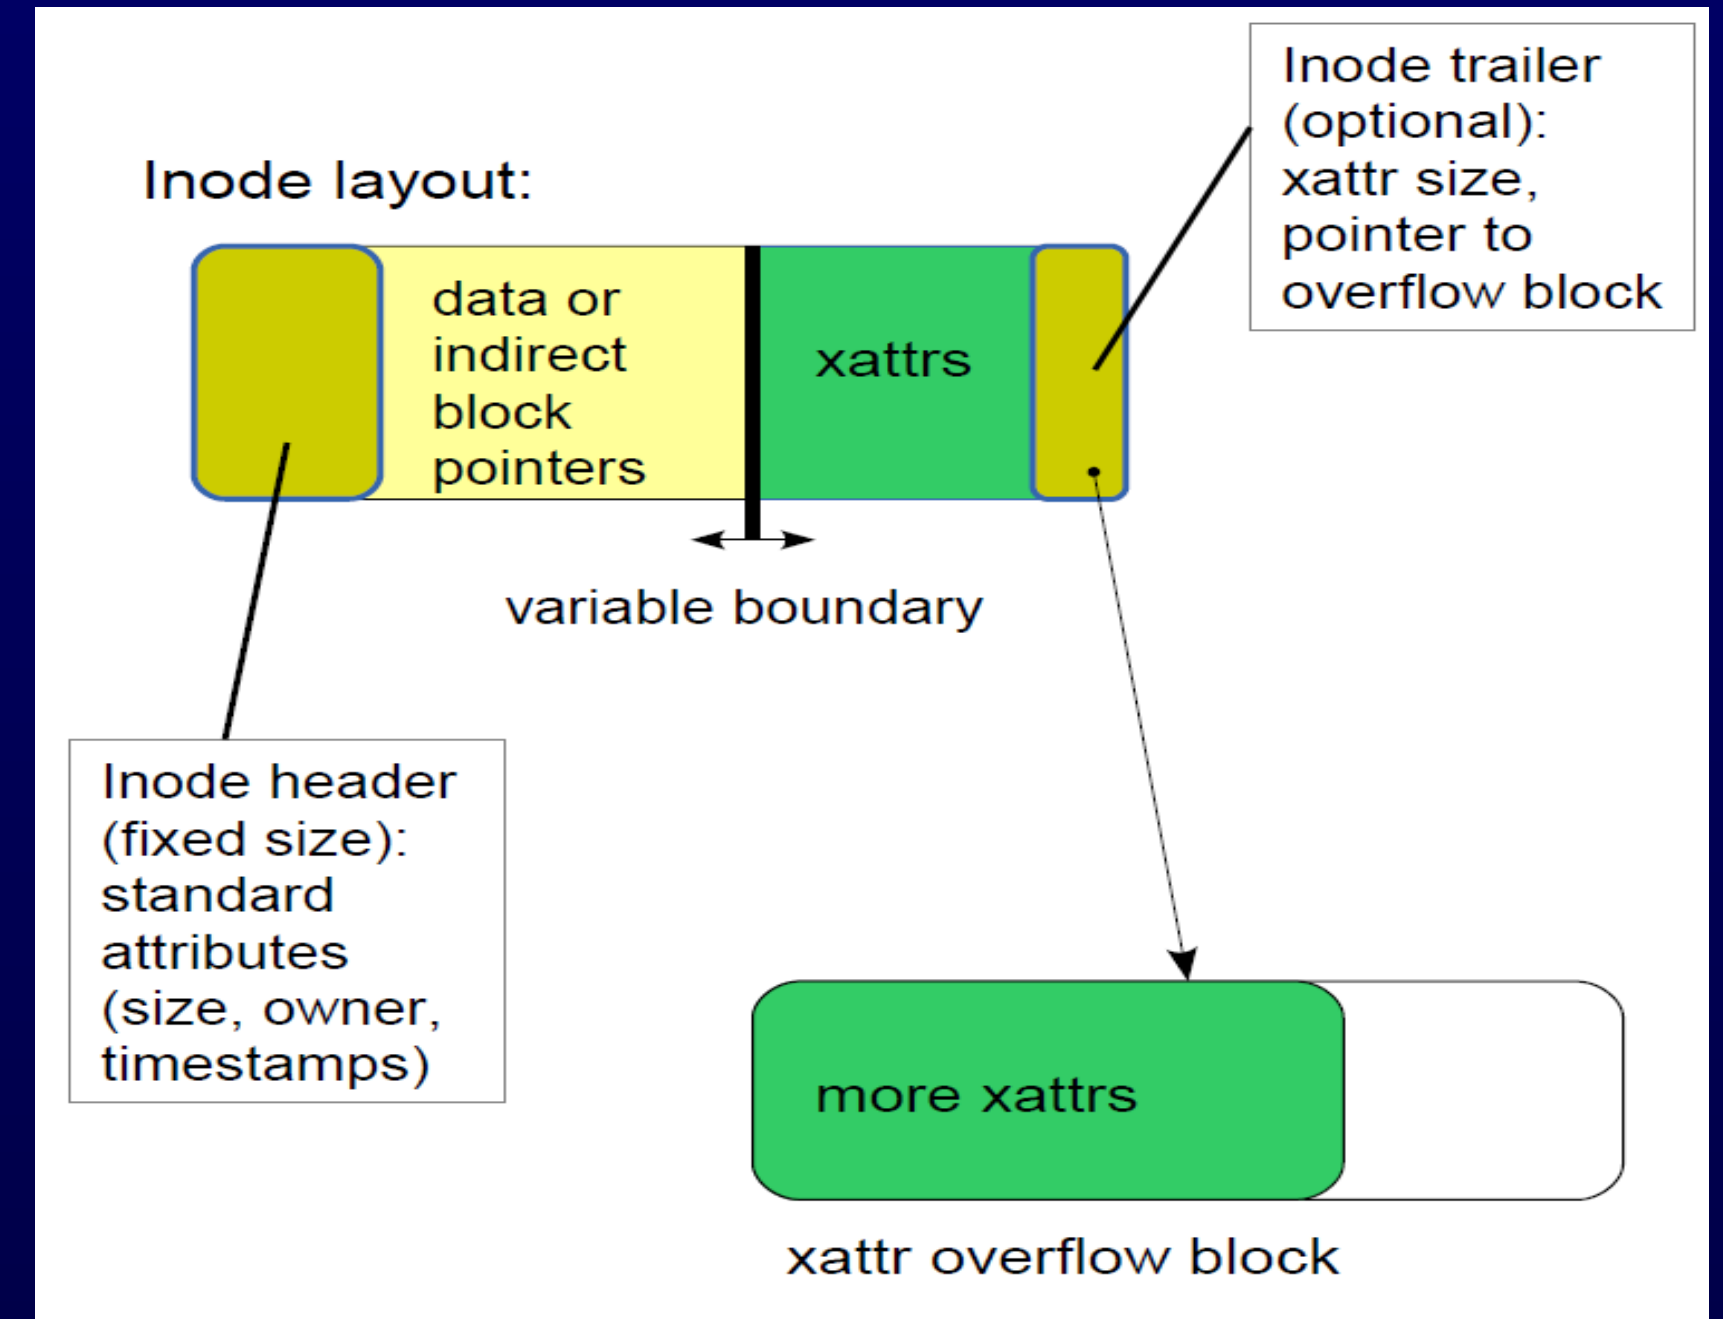 Inode layout:
Inode trailer
(optional):
xattr size,
pointer to
overflow block
data or
indirect
block
pointers
xattrs
variable boundary
Inode header
(fixed size):
standard
attributes
(size, owner,
timestamps)
more xattrs
xattr overflow block